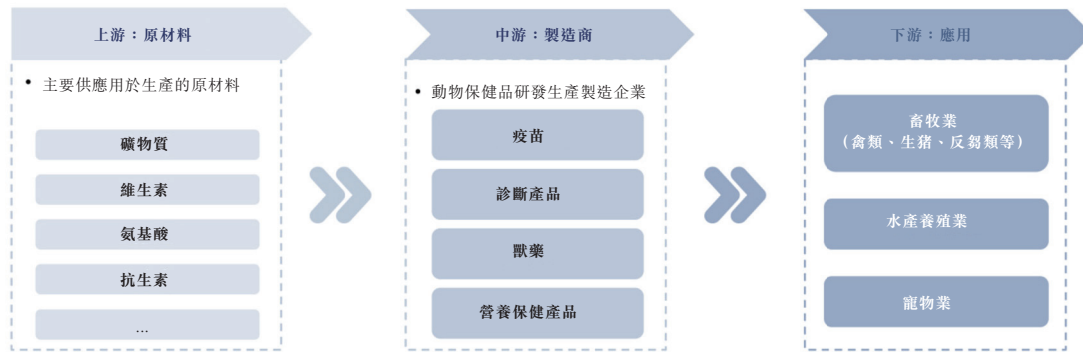 上游：原材料
• 主要供應用於生產的原材料
礦物質
維生素
氨基酸
抗生素
...
中游：製造商
• 動物保健品研發生產製造企業
疫苗
診斷產品
獸藥
營養保健產品
下游：應用
畜牧業
（禽類、生猪、反芻類等）
水產養殖業
寵物業